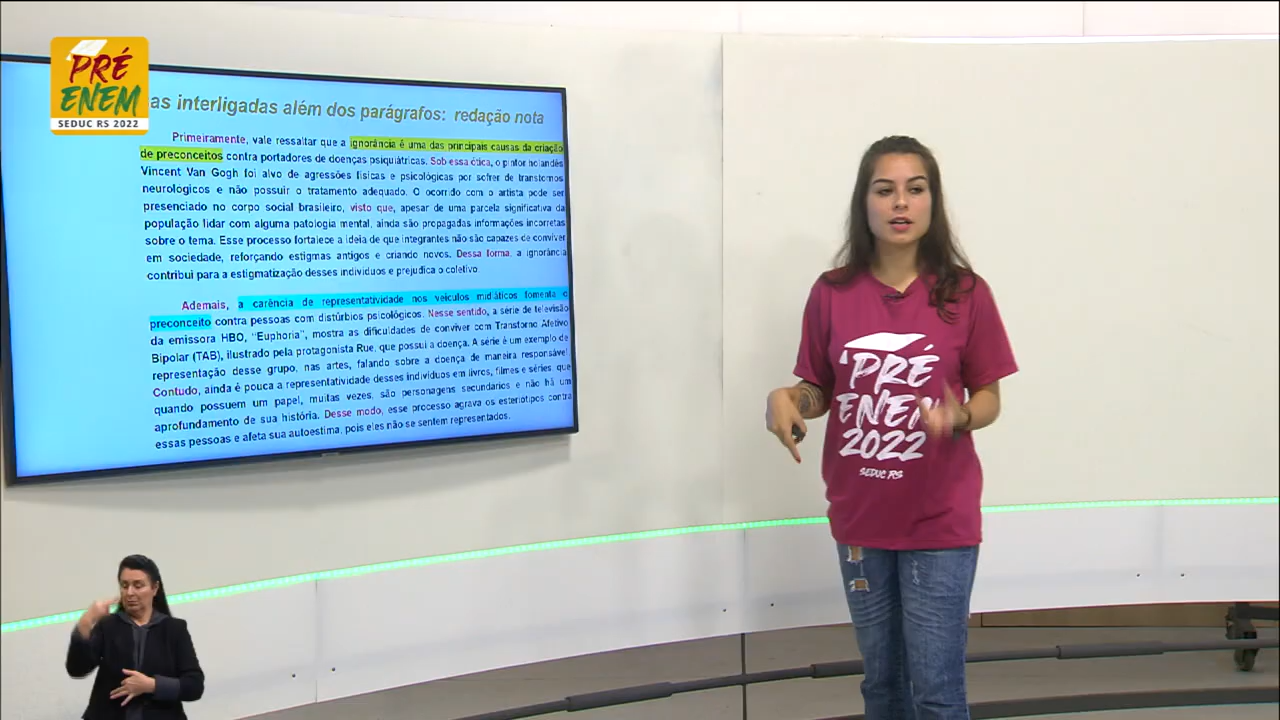 PRÉ
ENEM
SEDUC RS 2022
as interligadas além dos parágrafos: redação nota
Primeiramente, vale ressaltar que a ignorância é uma das principais causas da criação
de preconceitos contra portadores de doenças psiquiátricas. Sob essa ótica, o pintor holandês
Vincent Van Gogh foi alvo de agressões físicas e psicológicas por sofrer de transtornos
neurológicos e não possuir o tratamento adequado. O ocorrido com o artista pode ser
presenciado no corpo social brasileiro, visto que, apesar de uma parcela significativa da
população lidar com alguma patologia mental, ainda são propagadas informações incorretas
sobre o tema. Esse processo fortalece a ideia de que integrantes não são capazes de conviver
em sociedade, reforçando estigmas antigos e criando novos. Dessa forma, a ignorância
contribui para a estigmatização desses indivíduos e prejudica o coletivo.
Ademais, a carência de representatividade nos veículos midiáticos fomenta o
preconceito contra pessoas com distúrbios psicológicos. Nesse sentido, a série de televisão
da emissora HBO, "Euphoria", mostra as dificuldades de conviver com Transtorno Afetivo
Bipolar (TAB), ilustrado pela protagonista Rue, que possui a doença. A série é um exemplo de
representação desse grupo, nas artes, falando sobre a doença de maneira responsável.
Contudo, ainda é pouca a representatividade desses indivíduos em livros, filmes e séries, que
quando possuem um papel, muitas vezes, são personagens secundários e não há um
aprofundamento de sua história. Desse modo, esse processo agrava os esteriótipos contra
essas pessoas e afeta sua autoestima, pois eles não se sentem representados.
'PRÉ
ENEM
2022
SEDUC RS